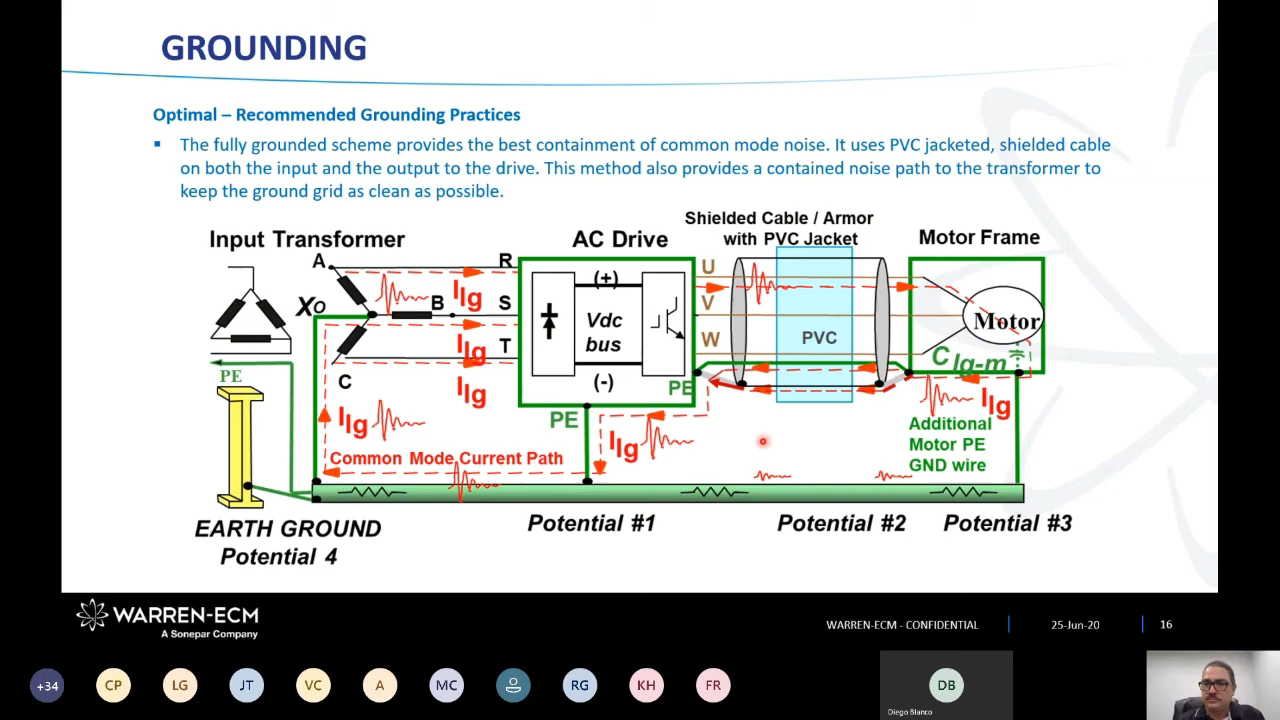 GROUNDING
Optimal – Recommended Grounding Practices
▪ The fully grounded scheme provides the best containment of common mode noise. It uses PVC jacketed, shielded cable
on both the input and the output to the drive. This method also provides a contained noise path to the transformer to
keep the ground grid as clean as possible.
Shielded Cable / Armor
with PVC Jacket
Input Transformer
AC Drive
Motor Frame
A
R
(+)
U
Xo
B
Ilg
S
V
Vdc
bus
Motor
PVC
Ilg
T
W
Clg-m
PE
C
Ilg
(-)
PE
Ilg
PE
Ilg
Ilg
Additional
Motor PE
GND wire
Common Mode Current Path
EARTH GROUND
Potential 4
Potential #1
Potential #2
Potential #3
WARREN-ECM
A Sonepar Company
WARREN-ECM - CONFIDENTIAL
25-Jun-20
16
+34
CP
LG
JT
VC
A
MC
RG
KH
FR
DB
Diego Blanco